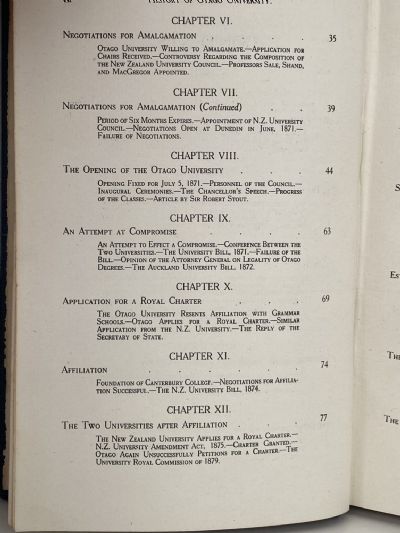 HISTORY OF OTAGO UNIVERSITY.
CHAPTER VI.
NEGOTIATIONS FOR AMALGAMATION . . . . 35
OTAGO UNIVERSITY WILLING TO AMALGAMATE.—APPLICATION FOR
CHAIRS RECEIVED.—CONTROVERSY REGARDING THE COMPOSITION OF
THE NEW ZEALAND UNIVERSITY COUNCIL.—PROFESSORS SALE, SHAND,
AND MACGREGOR APPOINTED.
CHAPTER VII.
NEGOTIATIONS FOR AMALGAMATION (Continued) . . 39
PERIOD OF SIX MONTHS EXPIRES.—APPOINTMENT OF N.Z. UNIVERSITY
COUNCIL.—NEGOTIATIONS OPEN AT DUNEDIN IN JUNE, 1871.—
FAILURE OF NEGOTIATIONS.
CHAPTER VIII.
THE OPENING OF THE OTAGO UNIVERSITY . . . 44
OPENING FIXED FOR JULY 5, 1871.—PERSONNEL OF THE COUNCIL.—
INAUGURAL CEREMONIES.—THE CHANCELLOR'S SPEECH.—PROGRESS
OF THE CLASSES.—ARTICLE BY SIR ROBERT STOUT.
CHAPTER IX.
AN ATTEMPT AT COMPROMISE . . . . 63
AN ATTEMPT TO EFFECT A COMPROMISE.—CONFERENCE BETWEEN THE
TWO UNIVERSITIES.—THE UNIVERSITY BILL, 1871.—FAILURE OF THE
BILL.—OPINION OF THE ATTORNEY GENERAL ON LEGALITY OF OTAGO
DEGREES.—THE AUCKLAND UNIVERSITY BILL, 1872.
CHAPTER X.
APPLICATION FOR A ROYAL CHARTER . . . 69
THE OTAGO UNIVERSITY RESENTS AFFILIATION WITH GRAMMAR
SCHOOLS.—OTAGO APPLIES FOR A ROYAL CHARTER.—SIMILAR
APPLICATION FROM THE N.Z. UNIVERSITY.—THE REPLY OF THE
SECRETARY OF STATE.
CHAPTER XI.
AFFILIATION . . . . . . 74
FOUNDATION OF CANTERBURY COLLEGE.—NEGOTIATIONS FOR AFFILIA-
TION SUCCESSFUL.—THE N.Z. UNIVERSITY BILL, 1874.
CHAPTER XII.
THE TWO UNIVERSITIES AFTER AFFILIATION . . . 77
THE NEW ZEALAND UNIVERSITY APPLIES FOR A ROYAL CHARTER.—
N.Z. UNIVERSITY AMENDMENT ACT, 1875.—CHARTER GRANTED.—
OTAGO AGAIN UNSUCCESSFULLY PETITIONS FOR A CHARTER.—THE
UNIVERSITY ROYAL COMMISSION OF 1879.